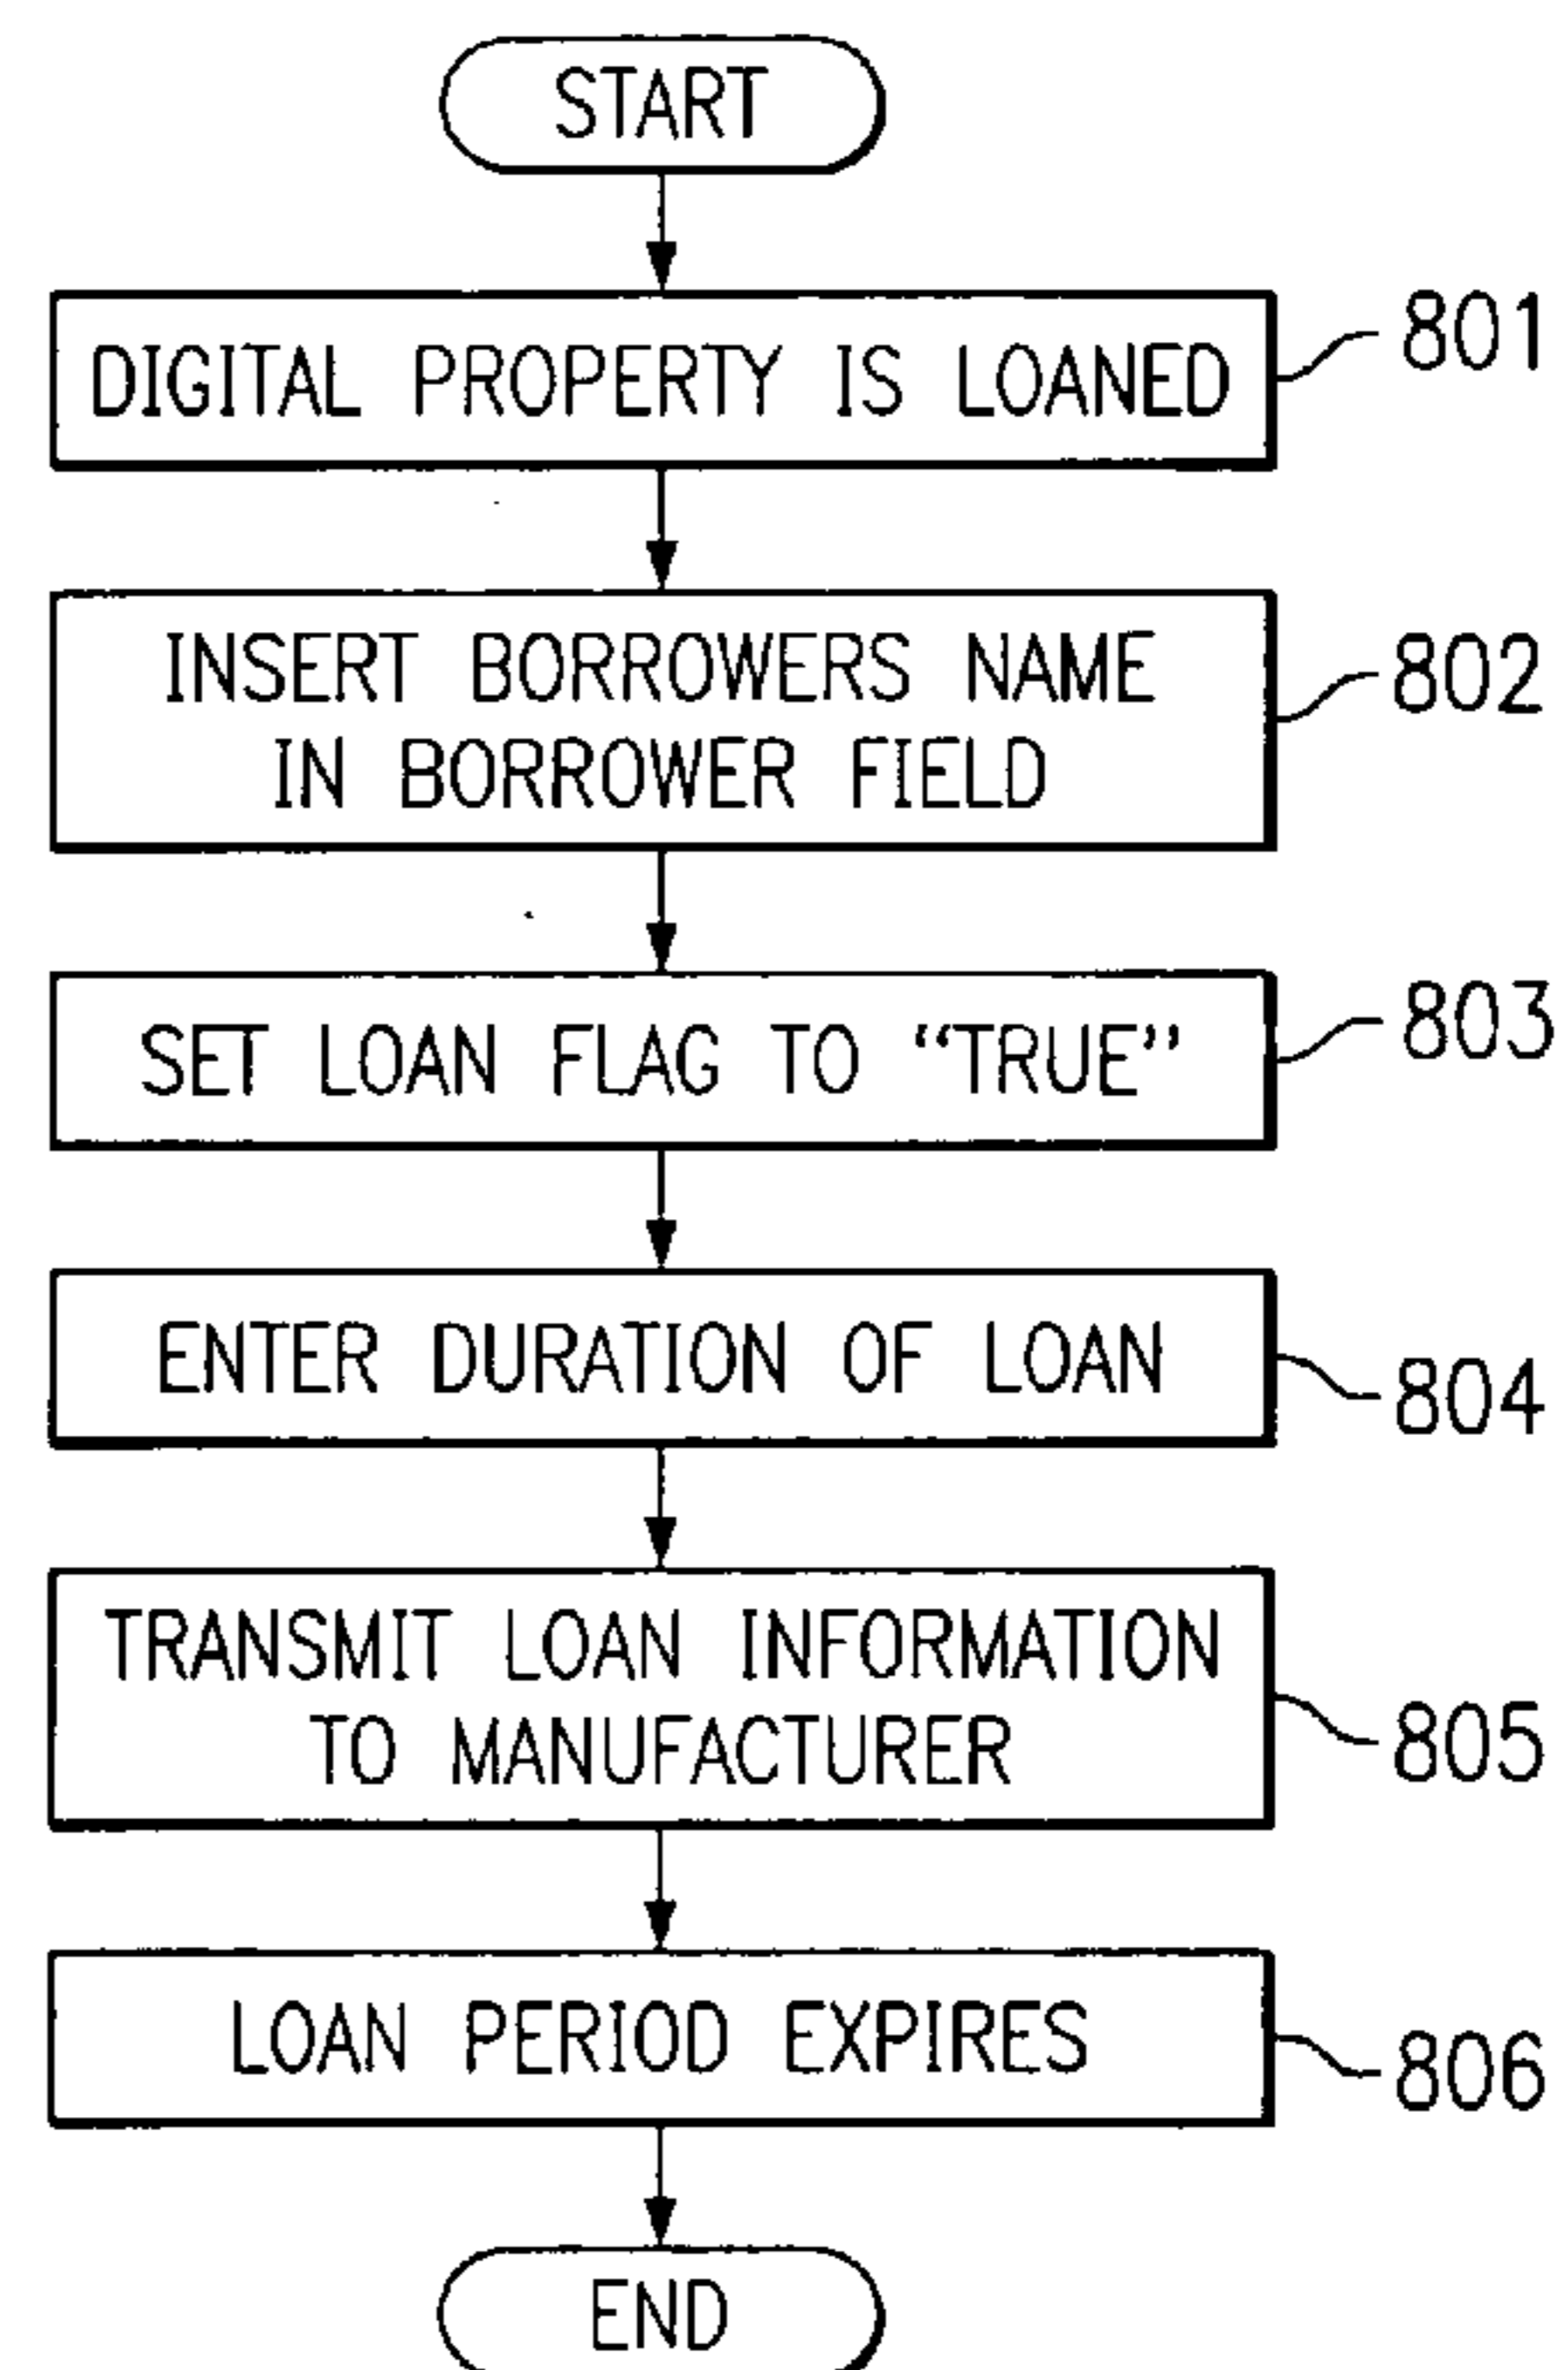 START
DIGITAL PROPERTY IS LOANED
801
INSERT BORROWERS NAME
IN BORROWER FIELD
802
SET LOAN FLAG TO “TRUE”
803
ENTER DURATION OF LOAN
804
TRANSMIT LOAN INFORMATION
TO MANUFACTURER
805
LOAN PERIOD EXPIRES
806
END